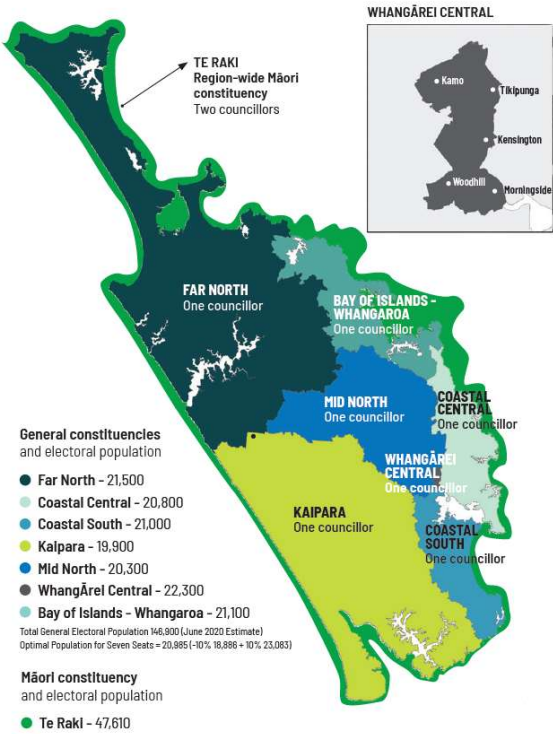 WHANGĀREI CENTRAL
Kamo
Tikipunga
Kensington
Woodhill
Morningside
TE RAKI
Region-wide Māori
constituency
Two councillors
FAR NORTH
One councillor
BAY OF ISLANDS -
WHANGAROA
One councillor
MID NORTH
One councillor
COASTAL
CENTRAL
One councillor
WHANGĀREI
CENTRAL
One councillor
KAIPARA
One councillor
COASTAL
SOUTH
One councillor
General constituencies
and electoral population
Far North - 21,500
Coastal Central - 20,800
Coastal South - 21,000
Kaipara - 19,900
Mid North - 20,300
WhangĀrei Central - 22,300
Bay of Islands - Whangaroa - 21,100
Total General Electoral Population 146,900 (June 2020 Estimate)
Optimal Population for Seven Seats = 20,985 (-10% 18,886 + 10% 23,083)
Māori constituency
and electoral population
Te Raki - 47,610